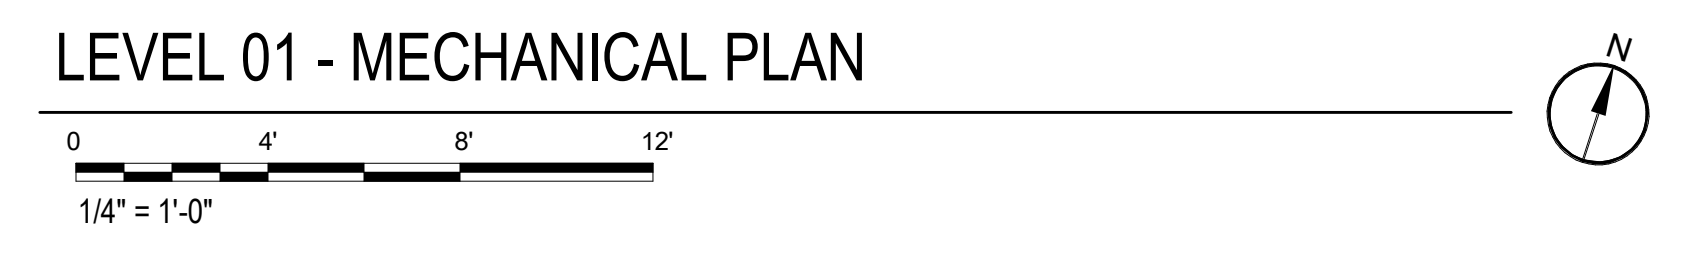 LEVEL 01 - MECHANICAL PLAN
N
0 4' 8' 12'
1/4" = 1'-0"